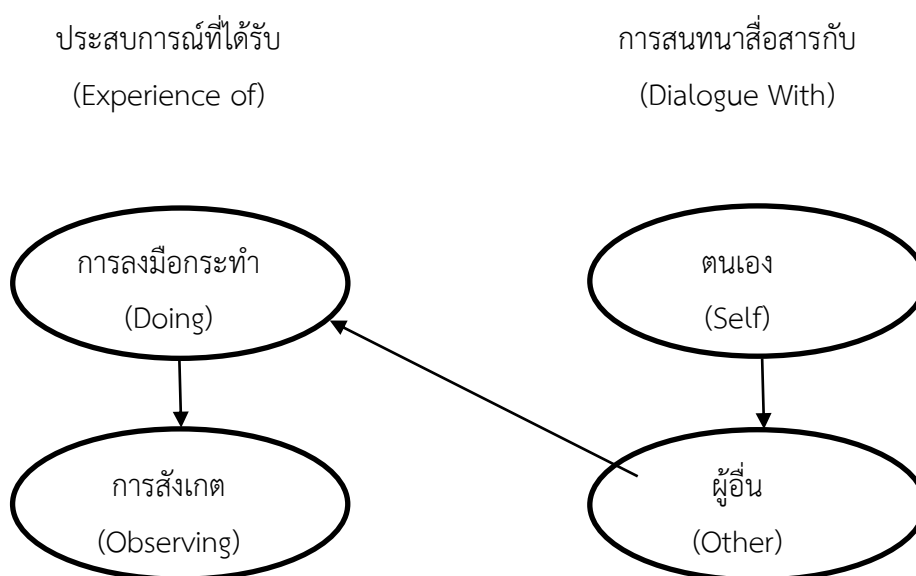 ประสบการณ์ที่ได้รับ
(Experience of)
การสนทนาสื่อสารกับ
(Dialogue With)
การลงมือกระทำ
(Doing)
ตนเอง
(Self)
การสังเกต
(Observing)
ผู้อื่น
(Other)